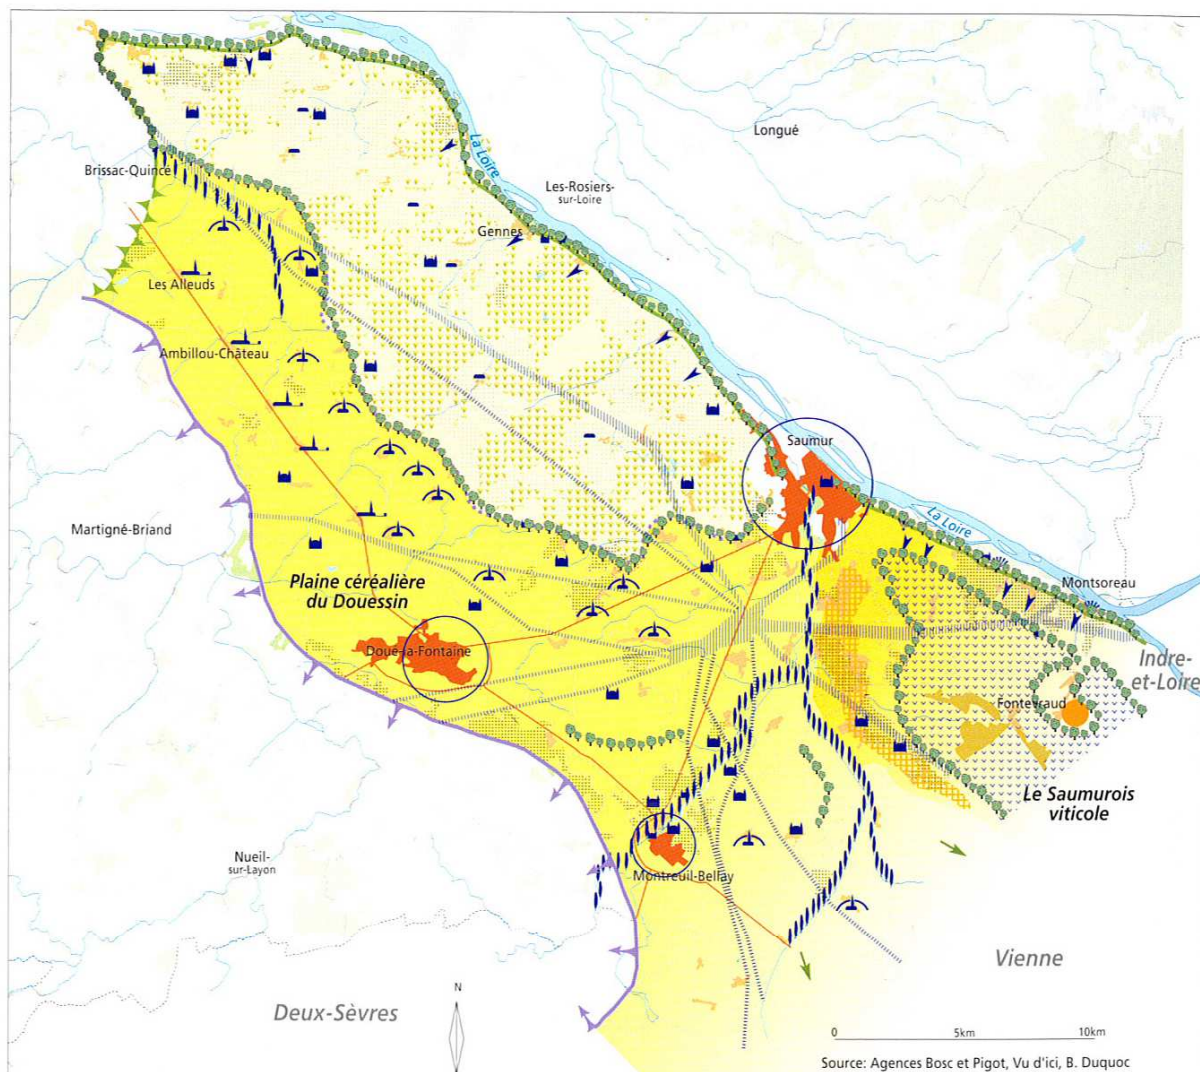 Longué
La Loire
Brissac-Quincé
Les-Rosiers-
sur-Loire
Gennes
Les Alleuds
Ambillou-Château
Saumur
Martigné-Briand
La Loire
Plaine céréalière
du Douessin
Montsoreau
Doué-la-Fontaine
Indre-
et-Loire
Fontevraud
Le Saumurois
viticole
Nueil-
sur-Layon
Montreuil-Bellay
Vienne
Deux-Sèvres
N
0 5km 10km
Source: Agences Bosc et Pigot, Vu d'ici, B. Duquoc